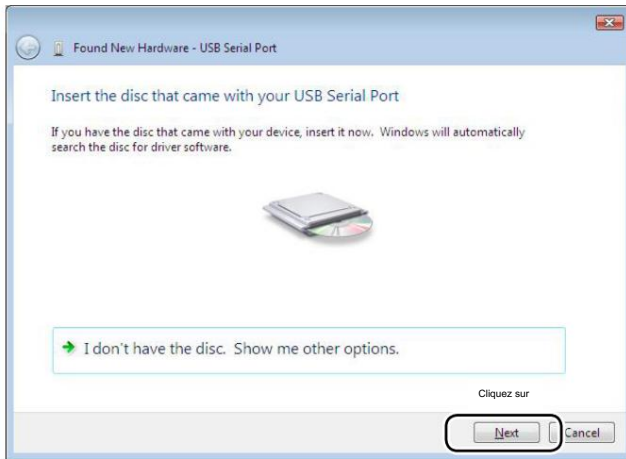 Found New Hardware - USB Serial Port
Insert the disc that came with your USB Serial Port
If you have the disc that came with your device, insert it now. Windows will automatically
search the disc for driver software.
I don't have the disc. Show me other options.
Cliquez sur
Next
Cancel